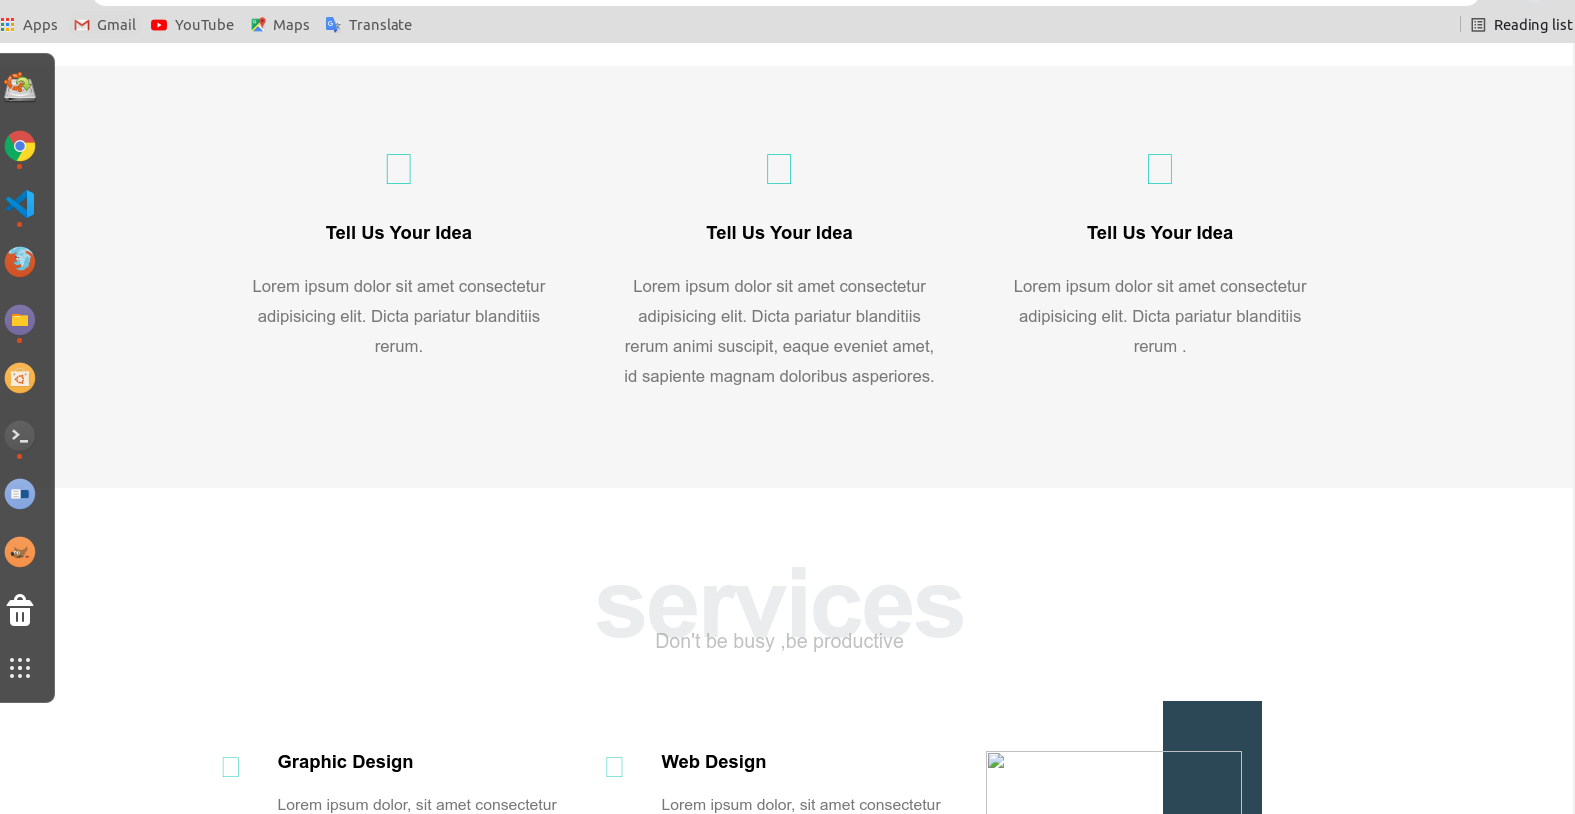 Apps Gmail YouTube Maps Translate Reading list
Tell Us Your Idea Tell Us Your Idea Tell Us Your Idea
Lorem ipsum dolor sit amet consectetur Lorem ipsum dolor sit amet consectetur Lorem ipsum dolor sit amet consectetur
adipisicing elit. Dicta pariatur blanditiis adipisicing elit. Dicta pariatur blanditiis adipisicing elit. Dicta pariatur blanditiis
rerum. rerum animi suscipit, eaque eveniet amet, rerum .
id sapiente magnam doloribus asperiores.
services
Don't be busy ,be productive
Graphic Design Web Design
Lorem ipsum dolor, sit amet consectetur Lorem ipsum dolor, sit amet consectetur